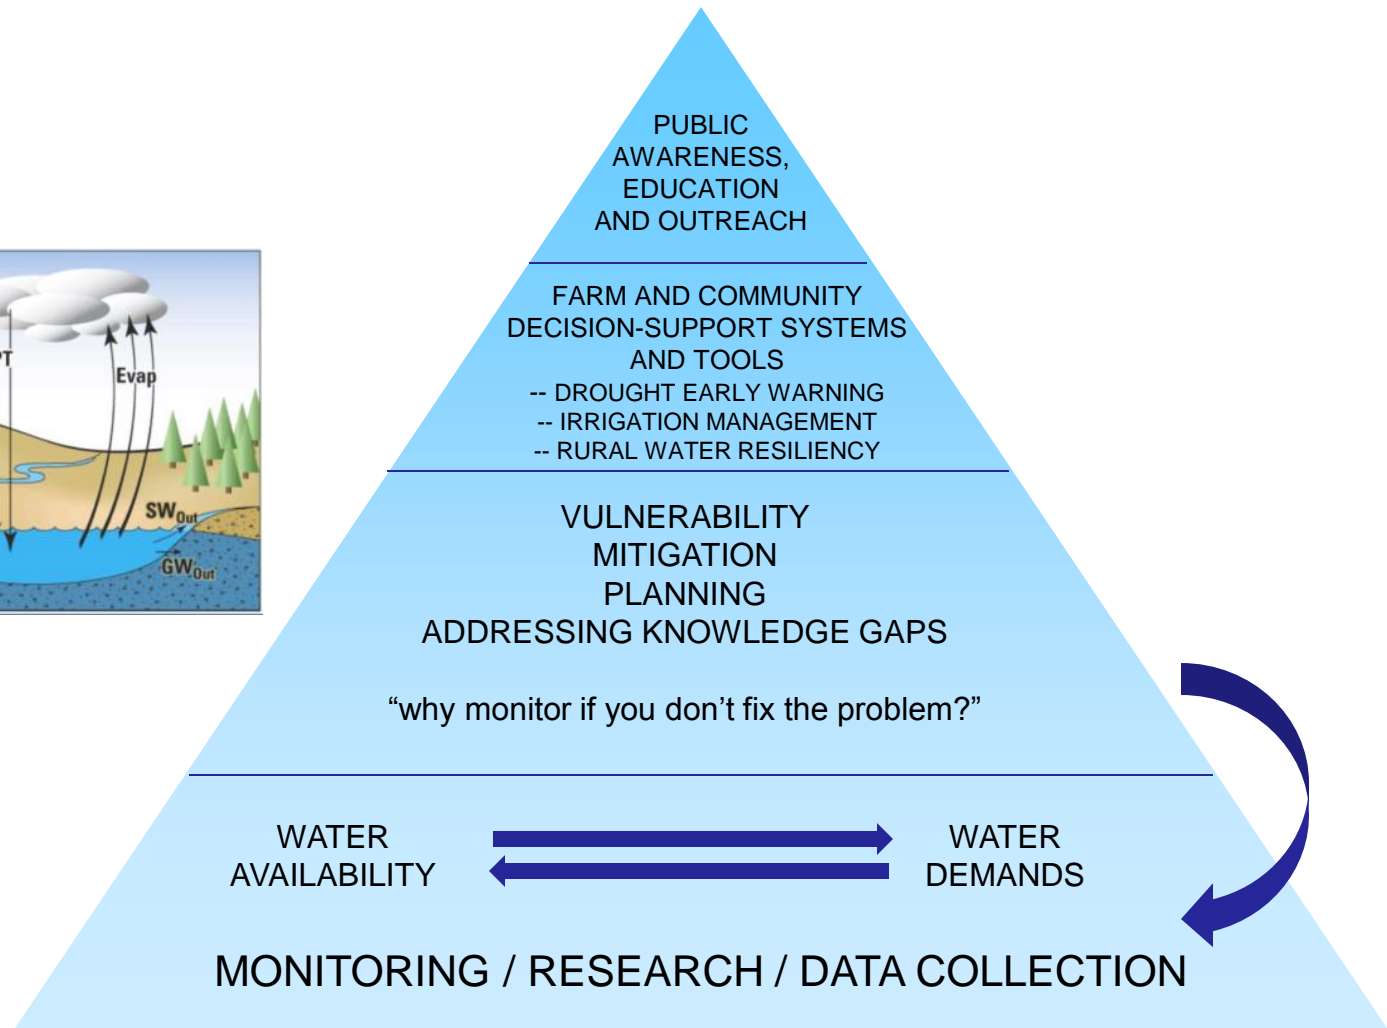 PUBLIC
AWARENESS,
EDUCATION
AND OUTREACH
FARM AND COMMUNITY
DECISION-SUPPORT SYSTEMS
AND TOOLS
-- DROUGHT EARLY WARNING
-- IRRIGATION MANAGEMENT
-- RURAL WATER RESILIENCY
Evap
SWOut
GWOut
VULNERABILITY
MITIGATION
PLANNING
ADDRESSING KNOWLEDGE GAPS
“why monitor if you don’t fix the problem?”
WATER
AVAILABILITY
WATER
DEMANDS
MONITORING / RESEARCH / DATA COLLECTION